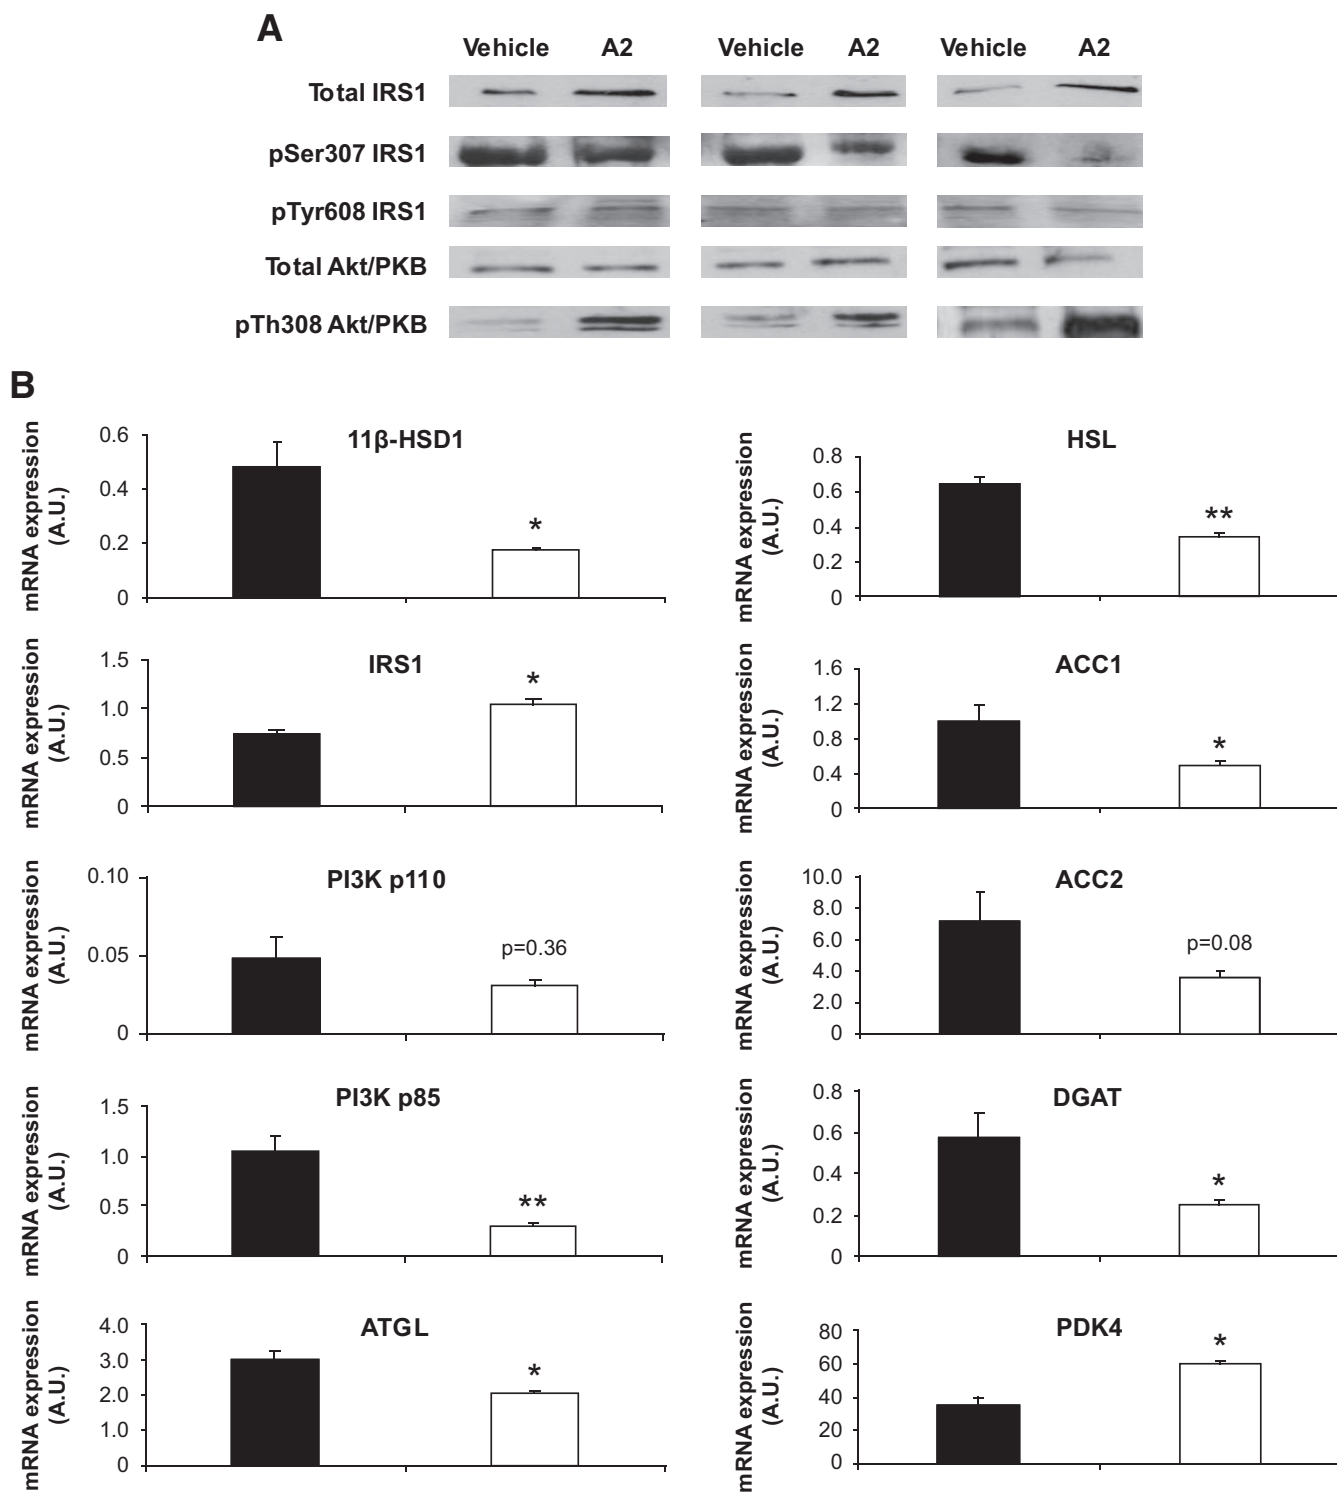 A
Vehicle A2 Vehicle A2 Vehicle A2
Total IRS1
pSer307 IRS1
pTyr608 IRS1
Total Akt/PKB
pTh308 Akt/PKB
B
11β-HSD1
mRNA expression
(A.U.)
0.6
0.4
0.2
0
*
HSL
mRNA expression
(A.U.)
0.8
0.6
0.4
0.2
0
**
IRS1
mRNA expression
(A.U.)
1.5
1.0
0.5
0
*
ACC1
mRNA expression
(A.U.)
1.6
1.2
0.8
0.4
0
*
PI3K p110
mRNA expression
(A.U.)
0.10
0.05
0
p=0.36
ACC2
mRNA expression
(A.U.)
10.0
8.0
6.0
4.0
2.0
0
p=0.08
PI3K p85
mRNA expression
(A.U.)
1.5
1.0
0.5
0
**
DGAT
mRNA expression
(A.U.)
0.8
0.6
0.4
0.2
0
*
ATGL
mRNA expression
(A.U.)
4.0
3.0
2.0
1.0
0
*
PDK4
mRNA expression
(A.U.)
80
60
40
20
0
*